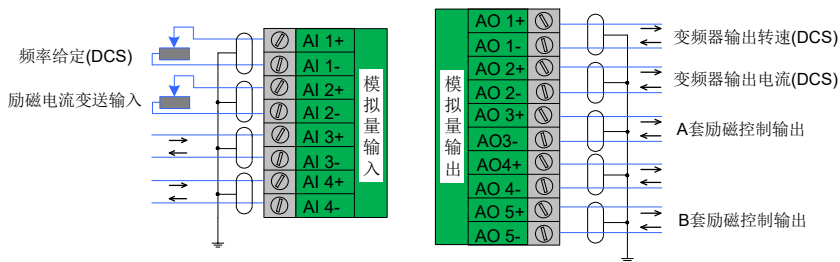 频率给定(DCS)
励磁电流变送输入
AI 1+
AI 1-
AI 2+
AI 2-
AI 3+
AI 3-
AI 4+
AI 4-
模拟量输入
模拟量输出
AO 1+
AO 1-
AO 2+
AO 2-
AO 3+
AO3-
AO4+
AO 4-
AO 5+
AO 5-
变频器输出转速(DCS)
变频器输出电流(DCS)
A套励磁控制输出
B套励磁控制输出